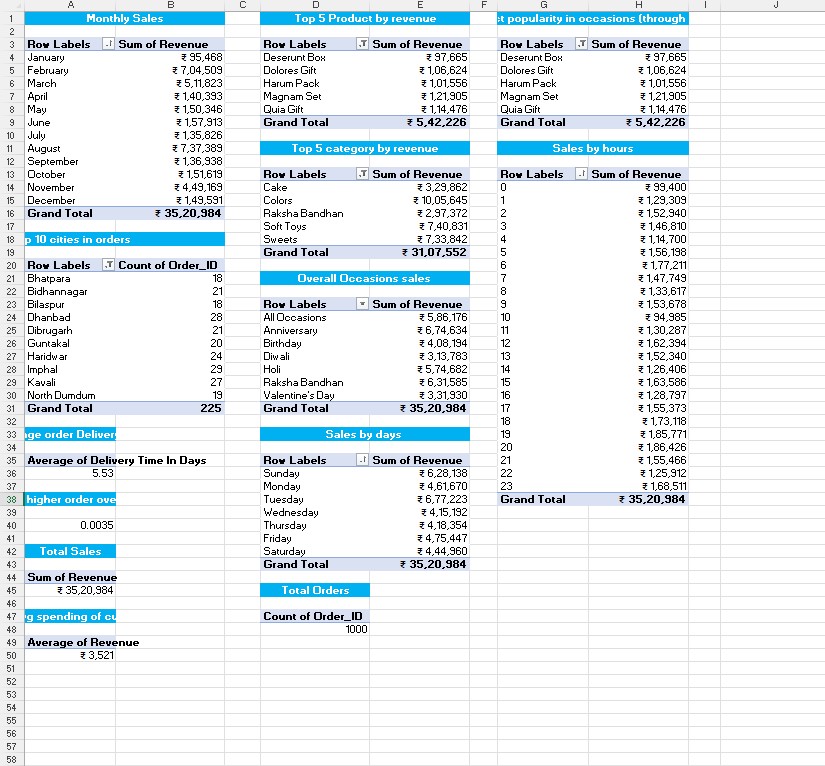 A B C D E F G H I J
1 Monthly Sales Top 5 Product by revenue t popularity in occasions (through
2
3 Row Labels Sum of Revenue Row Labels Sum of Revenue Row Labels Sum of Revenue
4 January ₹ 95,468 Deserunt Box ₹ 97,665 Deserunt Box ₹ 97,665
5 February ₹ 7,04,509 Dolores Gift ₹ 1,06,624 Dolores Gift ₹ 1,06,624
6 March ₹ 5,11,823 Harum Pack ₹ 1,01,556 Harum Pack ₹ 1,01,556
7 April ₹ 1,40,393 Magnam Set ₹ 1,21,905 Magnam Set ₹ 1,21,905
8 May ₹ 1,50,346 Quia Gift ₹ 1,14,476 Quia Gift ₹ 1,14,476
9 June ₹ 1,57,913 Grand Total ₹ 5,42,226 Grand Total ₹ 5,42,226
10 July ₹ 1,35,826
11 August ₹ 7,37,389 Top 5 category by revenue Sales by hours
12 September ₹ 1,36,938
13 October ₹ 1,51,619 Row Labels Sum of Revenue Row Labels Sum of Revenue
14 November ₹ 4,49,169 Cake ₹ 3,29,862 0 ₹ 99,400
15 December ₹ 1,49,591 Colors ₹ 10,05,645 1 ₹ 1,29,309
16 Grand Total ₹ 35,20,984 Raksha Bandhan ₹ 2,97,372 2 ₹ 1,52,940
17 Soft Toys ₹ 7,40,831 3 ₹ 1,46,810
18 p 10 cities in orders Sweets ₹ 7,33,842 4 ₹ 1,14,700
19 Grand Total ₹ 31,07,552 5 ₹ 1,56,198
20 Row Labels Count of Order_ID 6 ₹ 1,77,211
21 Bhatpara 18 Overall Occasions sales 7 ₹ 1,47,749
22 Bidhannagar 21 8 ₹ 1,33,617
23 Bilaspur 18 Row Labels Sum of Revenue 9 ₹ 1,53,678
24 Dhanbad 28 All Occasions ₹ 5,86,176 10 ₹ 94,985
25 Dibrugarh 21 Anniversary ₹ 6,74,634 11 ₹ 1,30,287
26 Guntakal 20 Birthday ₹ 4,08,194 12 ₹ 1,62,394
27 Haridwar 24 Diwali ₹ 3,13,783 13 ₹ 1,52,340
28 Imphal 29 Holi ₹ 5,74,682 14 ₹ 1,26,406
29 Kavali 27 Raksha Bandhan ₹ 6,31,585 15 ₹ 1,63,586
30 North Dumdum 19 Valentine's Day ₹ 3,31,930 16 ₹ 1,28,797
31 Grand Total 225 Grand Total ₹ 35,20,984 17 ₹ 1,55,373
32 18 ₹ 1,73,118
33 ge order Deliver Sales by days 19 ₹ 1,85,771
34 20 ₹ 1,86,426
35 Average of Delivery Time In Days Row Labels Sum of Revenue 21 ₹ 1,55,466
36 5.53 Sunday ₹ 6,28,138 22 ₹ 1,25,912
37 Monday ₹ 4,61,670 23 ₹ 1,68,511
38 higher order ove Tuesday ₹ 6,77,223 Grand Total ₹ 35,20,984
39 Wednesday ₹ 4,15,192
40 0.0035 Thursday ₹ 4,18,354
41 Friday ₹ 4,75,447
42 Total Sales Saturday ₹ 4,44,960
43 Grand Total ₹ 35,20,984
44 Sum of Revenue
45 ₹ 35,20,984 Total Orders
46
47 g spending of cu Count of Order_ID
48 1000
49 Average of Revenue
50 ₹ 3,521
51
52
53
54
55
56
57
58